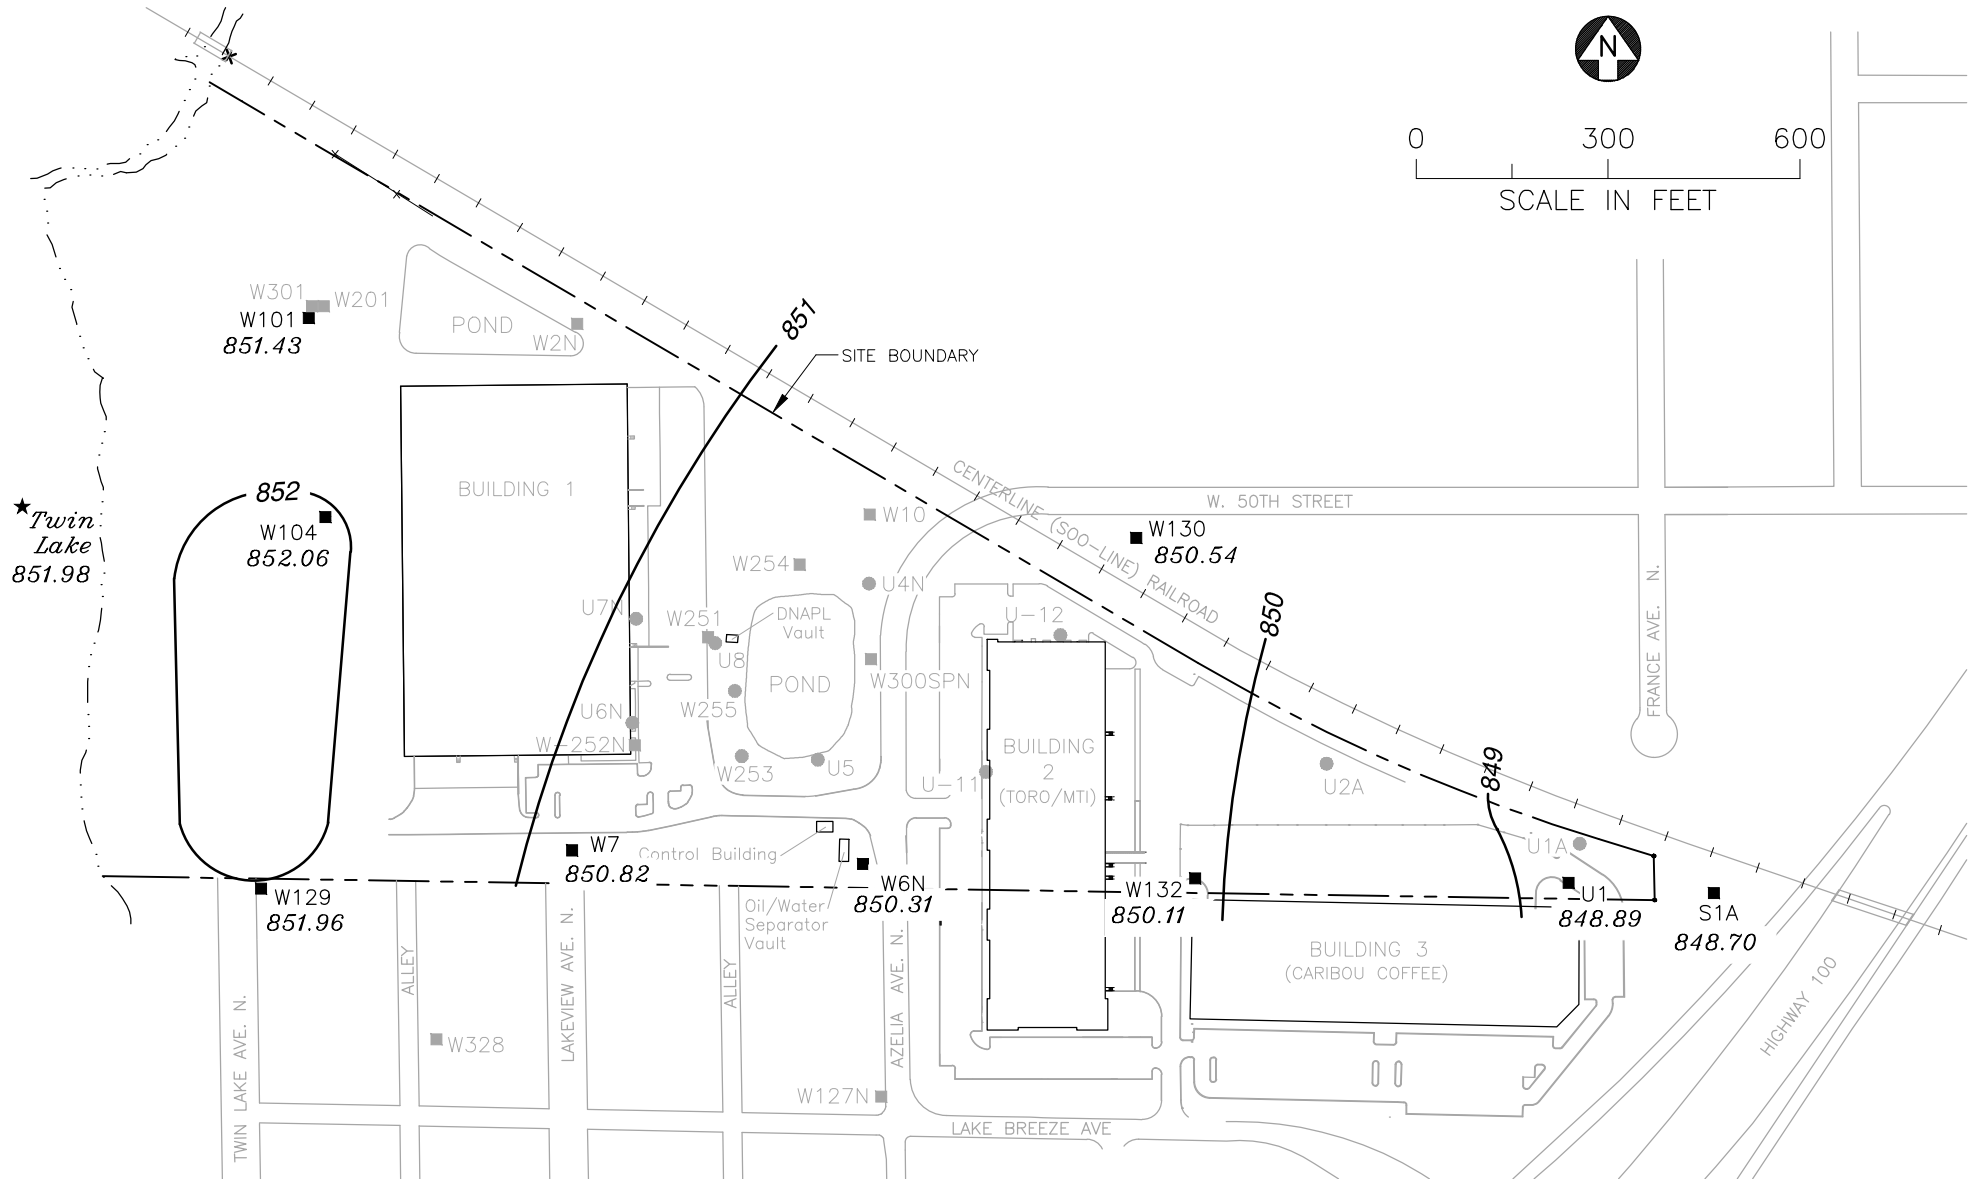 N
0 300 600
SCALE IN FEET
W301
W201
W101
851.43
POND
W2N
851
SITE BOUNDARY
852
W104
852.06
Twin
Lake
851.98
BUILDING 1
CENTERLINE (SOO-LINE) RAILROAD
W. 50TH STREET
W10
W130
850.54
W254
U4N
U7N
W251
DNAPL
Vault
U8
U-12
850
FRANCE AVE. N.
W300SPN
POND
W255
U6N
W-252N
W253
U5
U-11
BUILDING
2
(TORO/MTI)
U2A
849
W7
850.82
Control Building
U1A
W6N
850.31
W132
850.11
U1
848.89
S1A
848.70
W129
851.96
Oil/Water
Separator
Vault
BUILDING 3
(CARIBOU COFFEE)
TWIN LAKE AVE. N.
ALLEY
LAKEVIEW AVE. N.
ALLEY
AZELIA AVE. N.
HIGHWAY 100
W328
W127N
LAKE BREEZE AVE